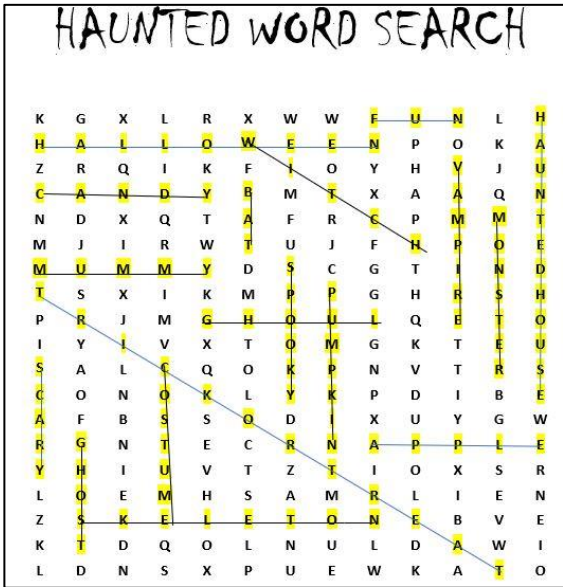 HAUNTED WORD SEARCH
K G X L R X W W F U N L H
H A L L O W E E N P O K A
Z R Q I K F I O Y H V J U
C A N D Y B M T X A A Q N
N D X Q T A F R C P M M T
M J I R W T U J F H P O E
M U M M Y D S C G T I N D
T S X I K M P P G H R S H
P R J M G H O U L Q E T O
I Y I V X T O M G K T E U
S A L C Q O K P N V T R S
C O N O K L Y K P D I B E
A F B S S O D I X U Y G W
R G N T E C R N A P P L E
Y H I U V T Z T I O X S R
L O E M H S A M R L I E N
Z S K E L E T O N E B V E
K T D Q O L N U L D A W I
L D N S X P U E W K A T O